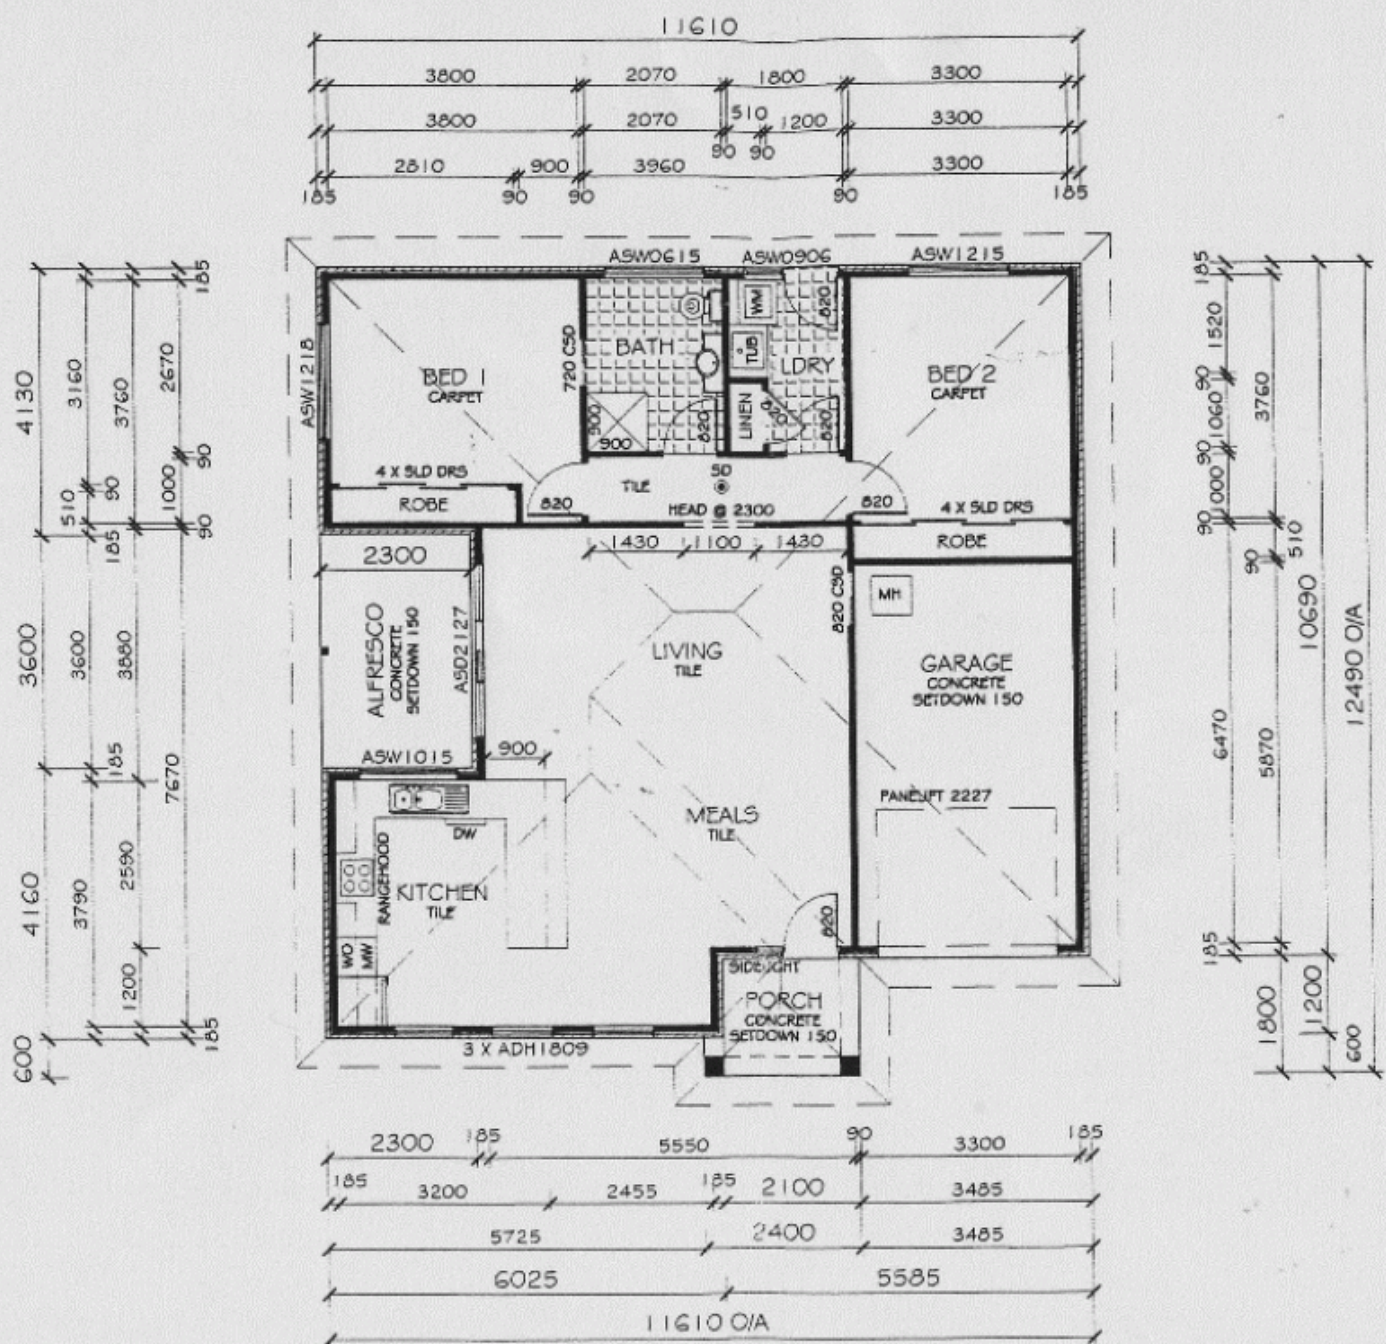 11610
3800 2070 1800 3300
3800 2070 510 1200 3300
90 90
2810 900 3960 3300
185 90 90 90 185
ASW0615 ASW0906 ASW1215
185
4130
3160
3760
2670
90
510
90
1000
90
185
3600
3600
3880
185
7670
4160
3790
2590
1200
185
600
ASW1218
BED 1
CARPET
720 CSD
4 X SLD DRS
ROBE
820
BATH
900
900
820
WM
TUB
LDRY
820
LINEN
620
820
BED 2
CARPET
820
4 X SLD DRS
ROBE
TILE
SD
HEAD @ 2300
1430 1100 1430
2300
ALFRESCO
CONCRETE
SETDOWN 150
AS02127
ASW1015
900
LIVING
TILE
820 CSD
MH
GARAGE
CONCRETE
SETDOWN 150
PANELIFT 2227
MEALS
TILE
DW
RANGEHOOD
KITCHEN
TILE
WO
MW
820
SIDELIGHT
PORCH
CONCRETE
SETDOWN 150
3 X ADH1809
185
1520
90
1060
90
1000
90
3760
510
90
10690
12490 O/A
6470
5870
185
1800
1200
600
2300 185 5550 90 3300 185
185 3200 2455 185 2100 3485
5725 2400 3485
6025 5585
11610 O/A